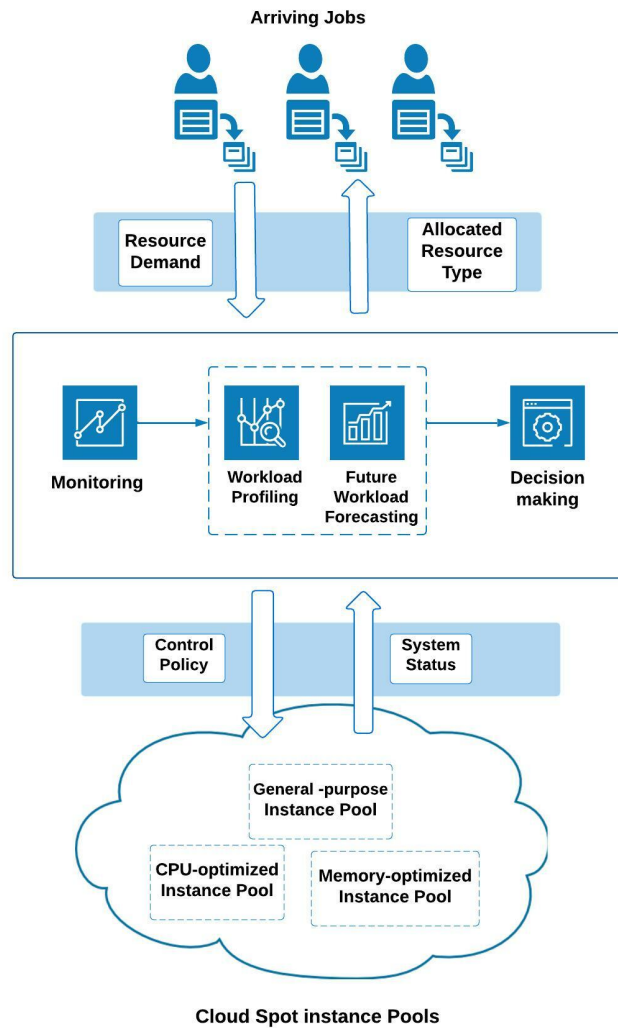 Arriving Jobs
Resource
Demand
Allocated
Resource
Type
Monitoring
Workload
Profiling
Future
Workload
Forecasting
Decision
making
Control
Policy
System
Status
General -purpose
Instance Pool
CPU-optimized
Instance Pool
Memory-optimized
Instance Pool
Cloud Spot instance Pools